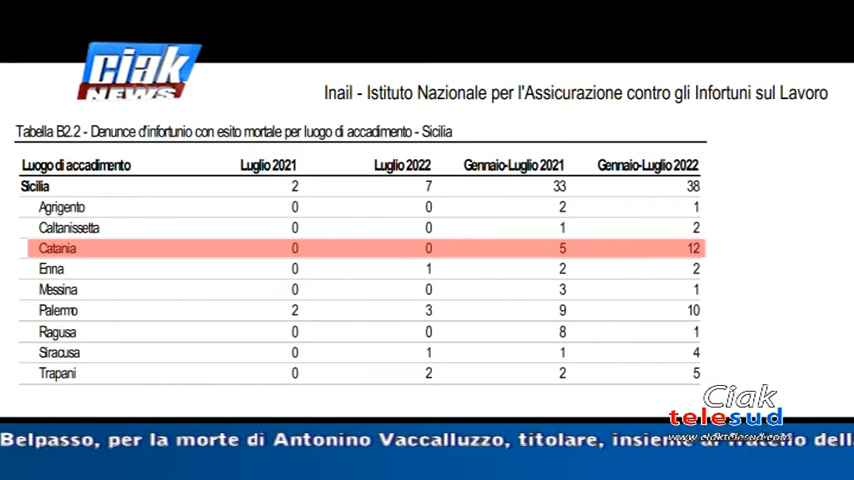 ciak
NEWS
Inail - Istituto Nazionale per l'Assicurazione contro gli Infortuni sul Lavoro
Tabella B2.2 - Denunce d'infortunio con esito mortale per luogo di accadimento - Sicilia
Luogo di accadimento Luglio 2021 Luglio 2022 Gennaio-Luglio 2021 Gennaio-Luglio 2022
Sicilia 2 7 33 38
Agrigento 0 0 2 1
Caltanissetta 0 0 1 2
Catania 0 0 5 12
Enna 0 1 2 2
Messina 0 0 3 1
Palermo 2 3 9 10
Ragusa 0 0 8 1
Siracusa 0 1 1 4
Trapani 0 2 2 5
Ciak
telesud
www.ciaktelesud.com
Belpasso, per la morte di Antonino Vaccalluzzo, titolare, insieme al fratello della